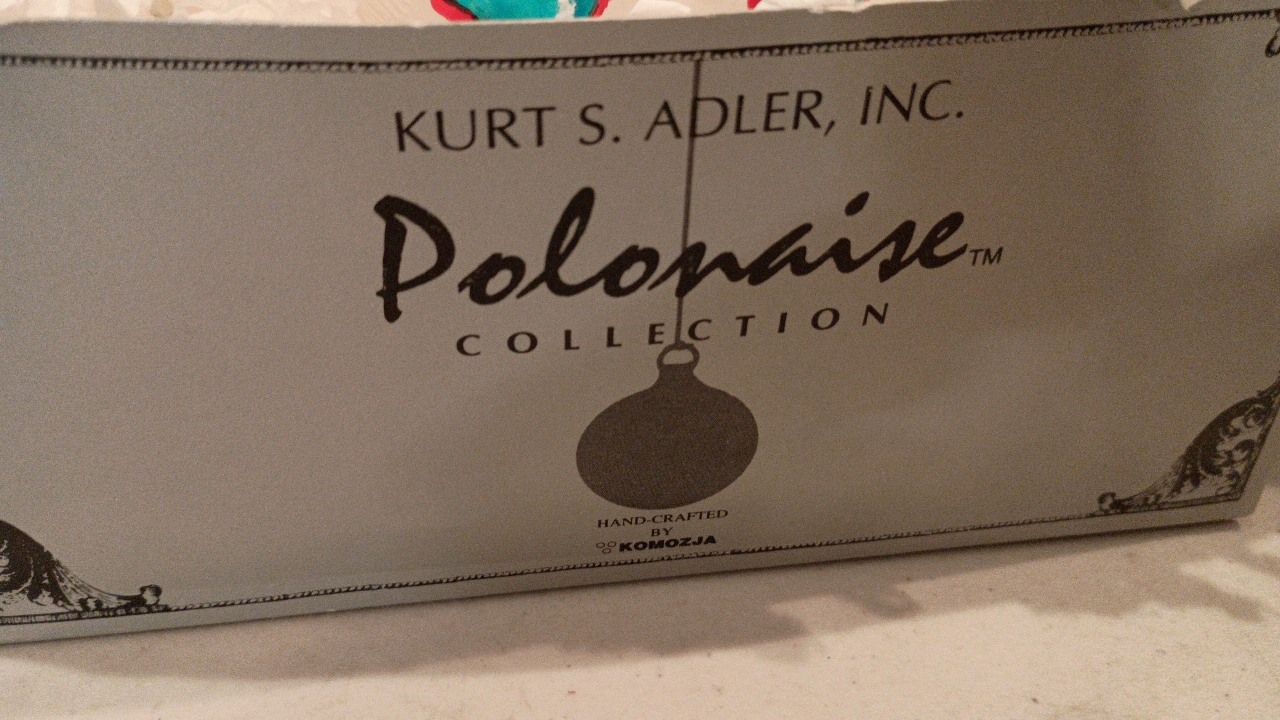 KURT S. ADLER, INC.
Polonaise™
COLLECTION
HAND-CRAFTED
BY
KOMOZJA